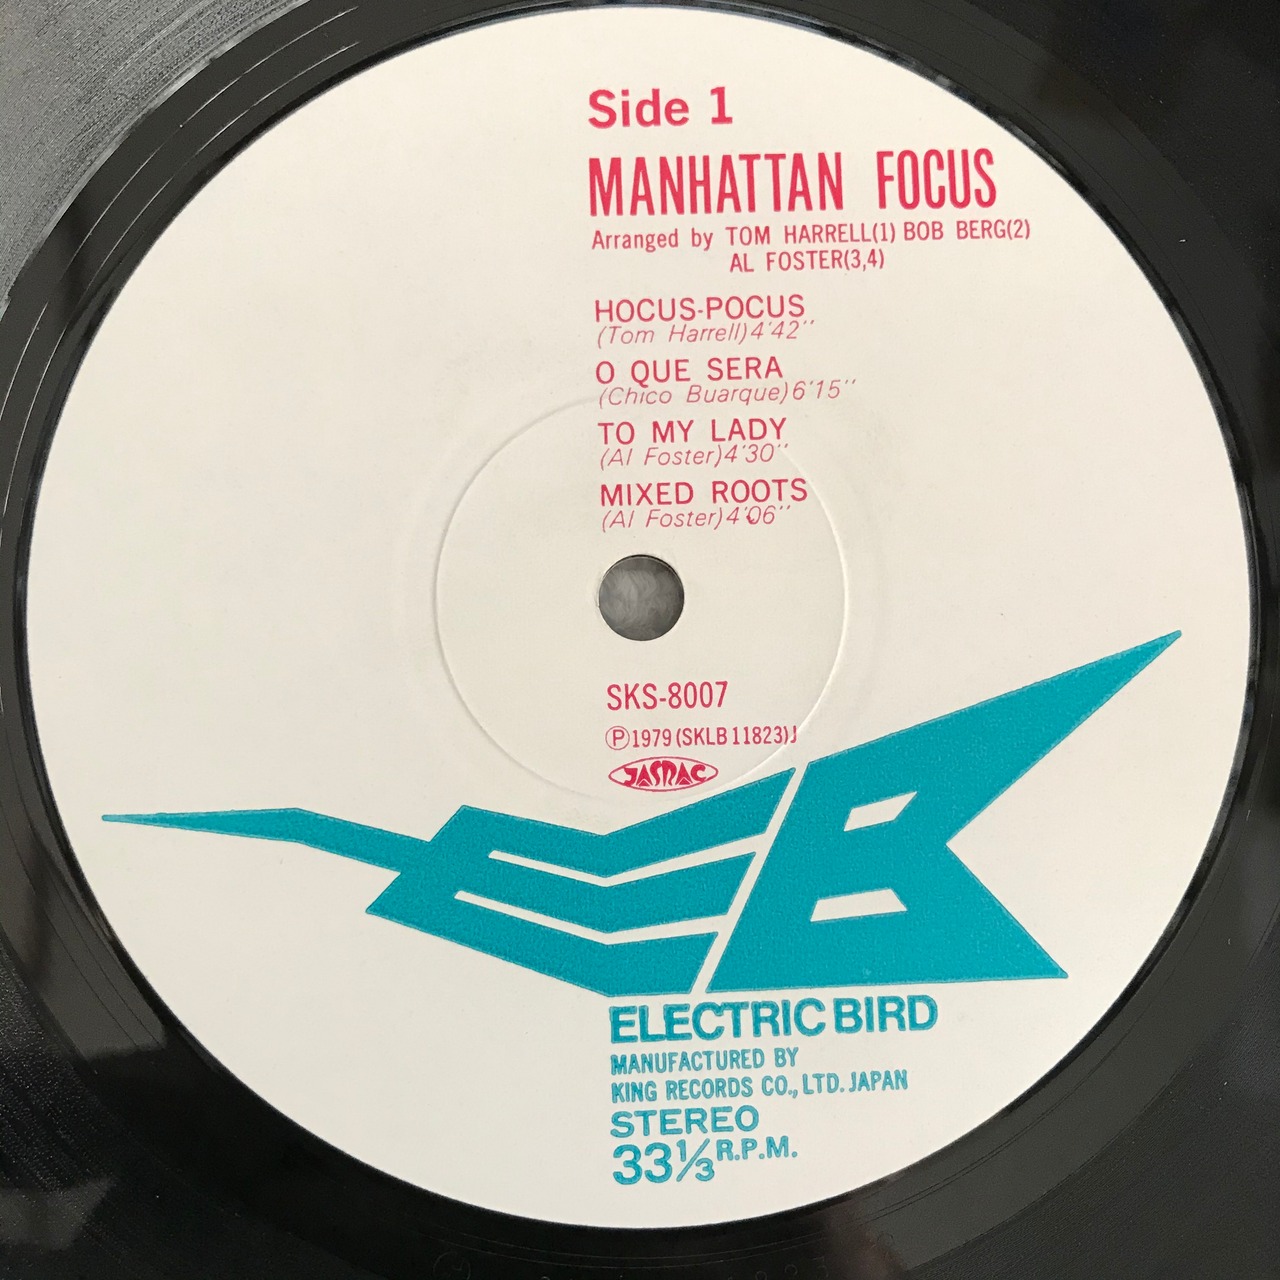 Side 1
MANHATTAN FOCUS
Arranged by TOM HARRELL(1) BOB BERG(2)
AL FOSTER(3,4)
HOCUS-POCUS
(Tom Harrell)4'42''
O QUE SERA
(Chico Buarque)6'15''
TO MY LADY
(Al Foster)4'30''
MIXED ROOTS
(Al Foster)4'06''
SKS-8007
Ⓟ1979(SKLB11823)J
JASRAC
EB
ELECTRIC BIRD
MANUFACTURED BY
KING RECORDS CO., LTD. JAPAN
STEREO
33⅓ R.P.M.